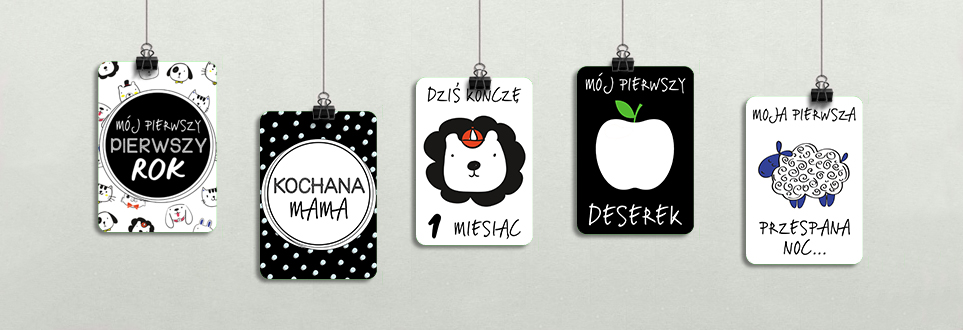 MÓJ PIERWSZY
PIERWSZY
ROK
KOCHANA
MAMA
DZIŚ KOŃCZĘ
1 MIESIĄC
MÓJ PIERWSZY
DESEREK
MOJA PIERWSZA
PRZESPANA
NOC...